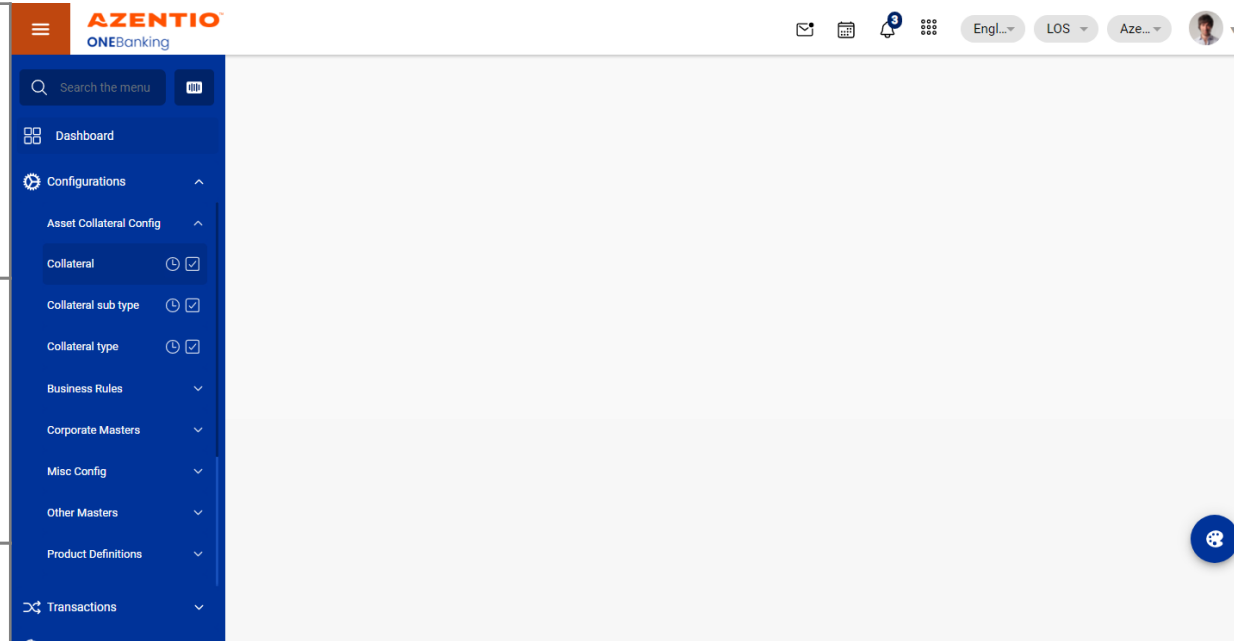 AZENTIO
ONEBanking
3
Engl...
LOS
Aze...
Search the menu
Dashboard
Configurations
Asset Collateral Config
Collateral
Collateral sub type
Collateral type
Business Rules
Corporate Masters
Misc Config
Other Masters
Product Definitions
Transactions